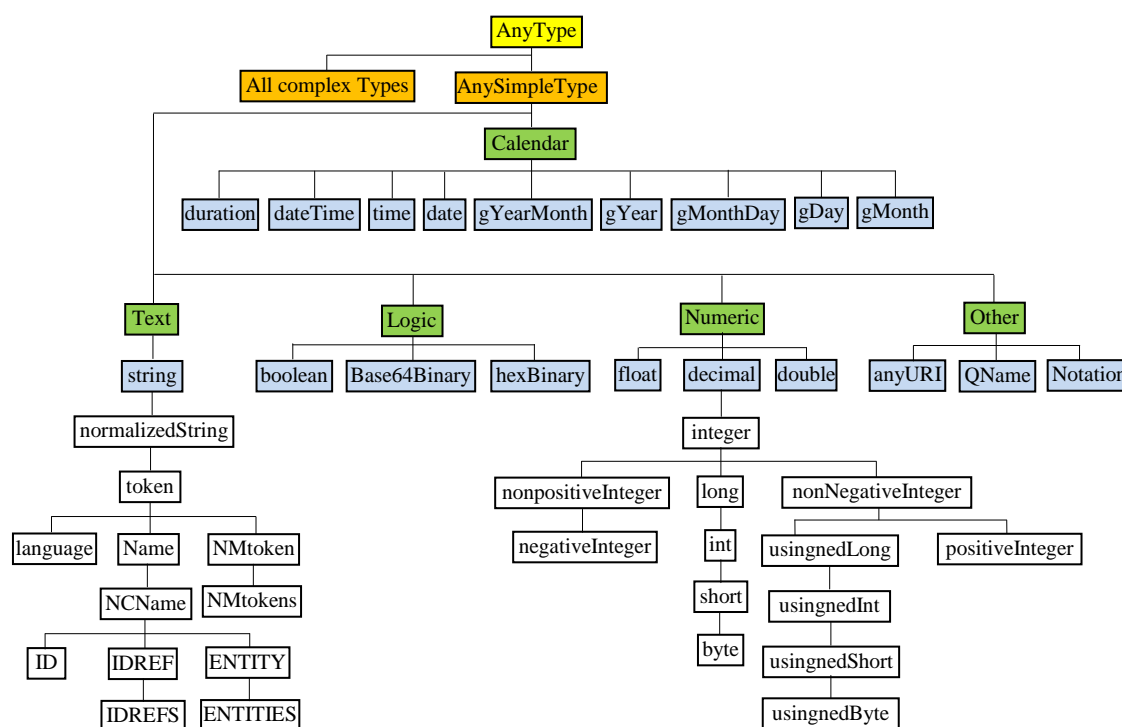 AnyType
All complex Types
AnySimpleType
Calendar
duration
dateTime
time
date
gYearMonth
gYear
gMonthDay
gDay
gMonth
Text
Logic
Numeric
Other
string
boolean
Base64Binary
hexBinary
float
decimal
double
anyURI
QName
Notation
normalizedString
integer
token
nonpositiveInteger
long
nonNegativeInteger
language
Name
NMtoken
negativeInteger
int
usingnedLong
positiveInteger
NCName
NMtokens
short
usingnedInt
ID
IDREF
ENTITY
byte
usingnedShort
IDREFS
ENTITIES
usingnedByte